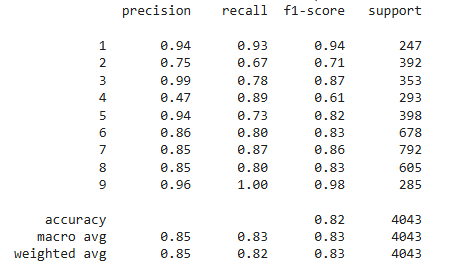 precision recall f1-score support
1 0.94 0.93 0.94 247
2 0.75 0.67 0.71 392
3 0.99 0.78 0.87 353
4 0.47 0.89 0.61 293
5 0.94 0.73 0.82 398
6 0.86 0.80 0.83 678
7 0.85 0.87 0.86 792
8 0.85 0.80 0.83 605
9 0.96 1.00 0.98 285
accuracy 0.82 4043
macro avg 0.85 0.83 0.83 4043
weighted avg 0.85 0.82 0.83 4043